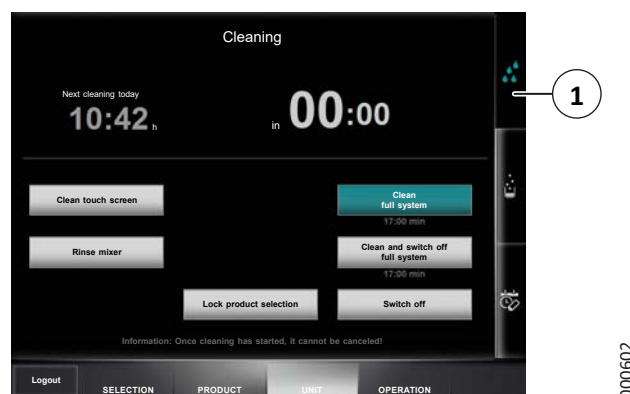 Cleaning
1
Next cleaning today
10:42 h
in 00:00
Clean touch screen
Clean
full system
17:00 min
Rinse mixer
Clean and switch off
full system
17:00 min
Lock product selection
Switch off
Information: Once cleaning has started, it cannot be canceled!
Logout
SELECTION
PRODUCT
UNIT
OPERATION